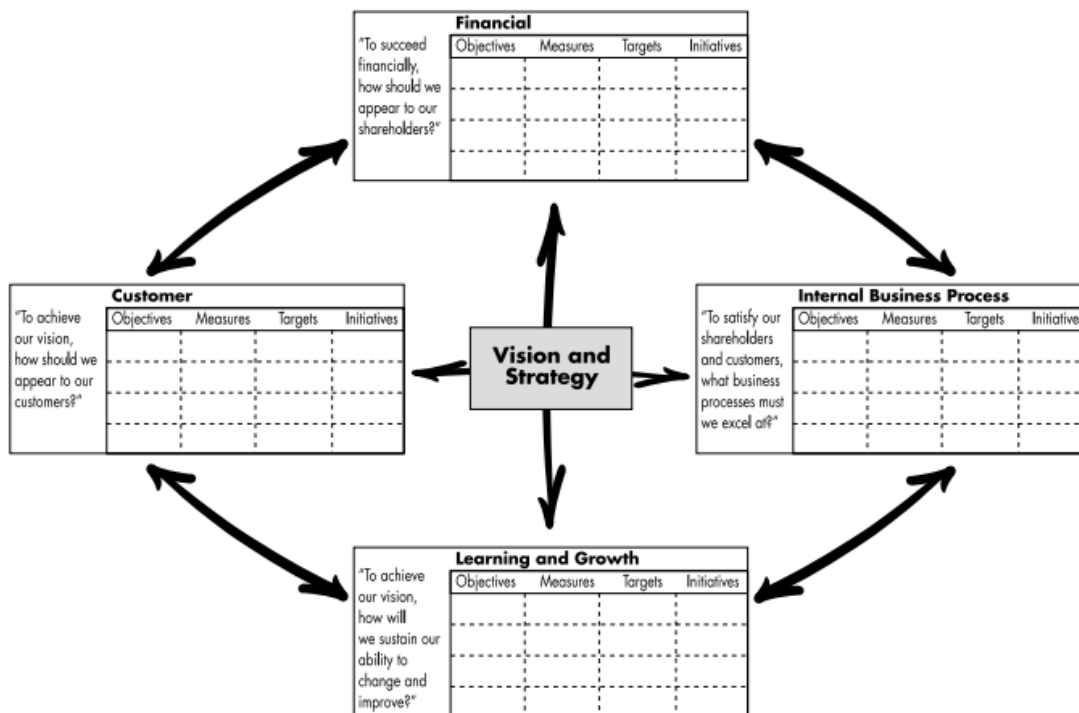 Financial
"To succeed
financially,
how should we
appear to our
shareholders?"
Objectives Measures Targets Initiatives
Customer
"To achieve
our vision,
how should we
appear to our
customers?"
Objectives Measures Targets Initiatives
Vision and
Strategy
Internal Business Process
"To satisfy our
shareholders
and customers,
what business
processes must
we excel at?"
Objectives Measures Targets Initiatives
Learning and Growth
"To achieve
our vision,
how will
we sustain our
ability to
change and
improve?"
Objectives Measures Targets Initiatives